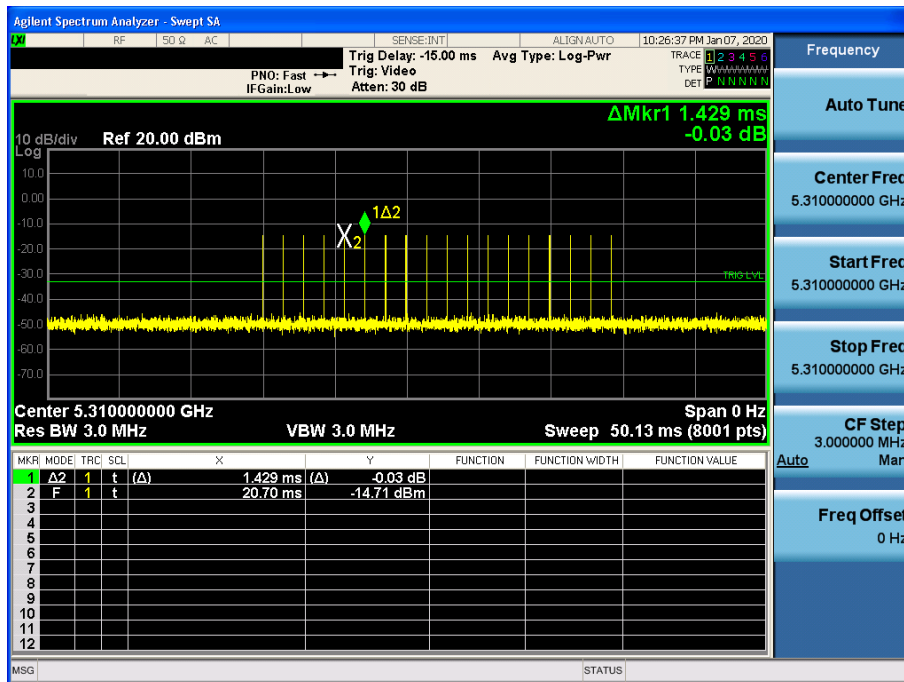 Agilent Spectrum Analyzer - Swept SA
LXI RF 50 Ω AC SENSE:INT ALIGN AUTO 10:26:37 PM Jan 07, 2020
Trig Delay: -15.00 ms Avg Type: Log-Pwr TRACE 1 2 3 4 5 6
PNO: Fast Trig: Video TYPE WWWWWW
IFGain:Low Atten: 30 dB DET P N N N N N
ΔMkr1 1.429 ms
-0.03 dB
10 dB/div Ref 20.00 dBm
Log
10.0
0.00
-10.0
1Δ2
X2
-20.0
-30.0
TRIG LVL
-40.0
-50.0
-60.0
-70.0
Center 5.310000000 GHz Span 0 Hz
Res BW 3.0 MHz VBW 3.0 MHz Sweep 50.13 ms (8001 pts)
MKR MODE TRC SCL X Y FUNCTION FUNCTION WIDTH FUNCTION VALUE
1 Δ2 1 t (Δ) 1.429 ms (Δ) -0.03 dB
2 F 1 t 20.70 ms -14.71 dBm
3
4
5
6
7
8
9
10
11
12
MSG STATUS
Frequency
Auto Tune
Center Freq
5.310000000 GHz
Start Freq
5.310000000 GHz
Stop Freq
5.310000000 GHz
CF Step
3.000000 MHz
Auto Man
Freq Offset
0 Hz